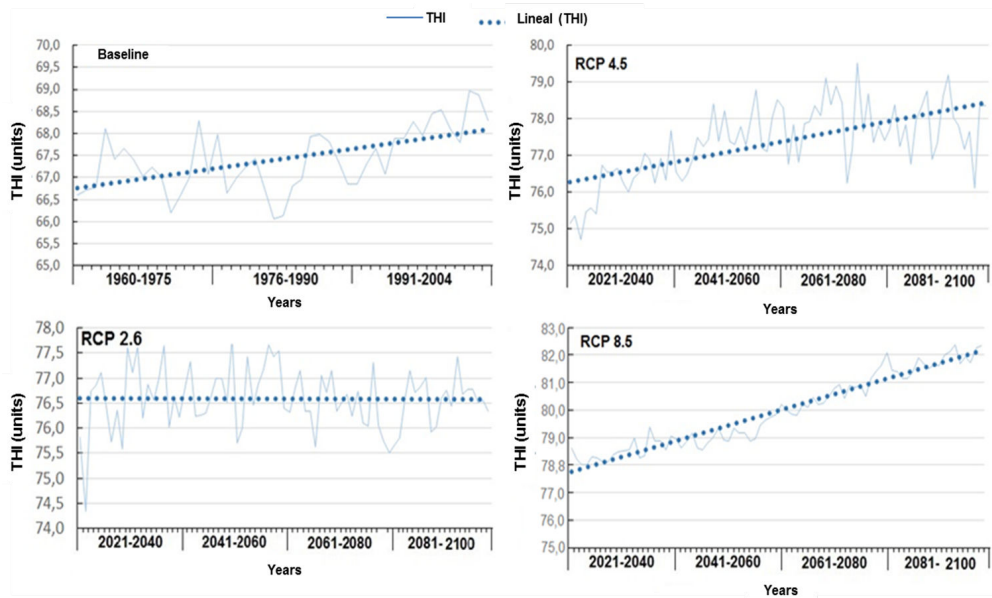 THI Lineal (THI)
Baseline
THI (units)
70,0
69,5
69,0
68,5
68,0
67,5
67,0
66,5
66,0
65,5
65,0
1960-1975 1976-1990 1991-2004
Years
RCP 4.5
THI (units)
80,0
79,0
78,0
77,0
76,0
75,0
74,0
2021-2040 2041-2060 2061-2080 2081- 2100
Years
RCP 2.6
THI (units)
78,0
77,5
77,0
76,5
76,0
75,5
75,0
74,5
74,0
2021-2040 2041-2060 2061-2080 2081-2100
Years
RCP 8.5
THI (units)
83,0
82,0
81,0
80,0
79,0
78,8
77,0
76,0
75,0
2021-2040 2041-2060 2061-2080 2081- 2100
Years